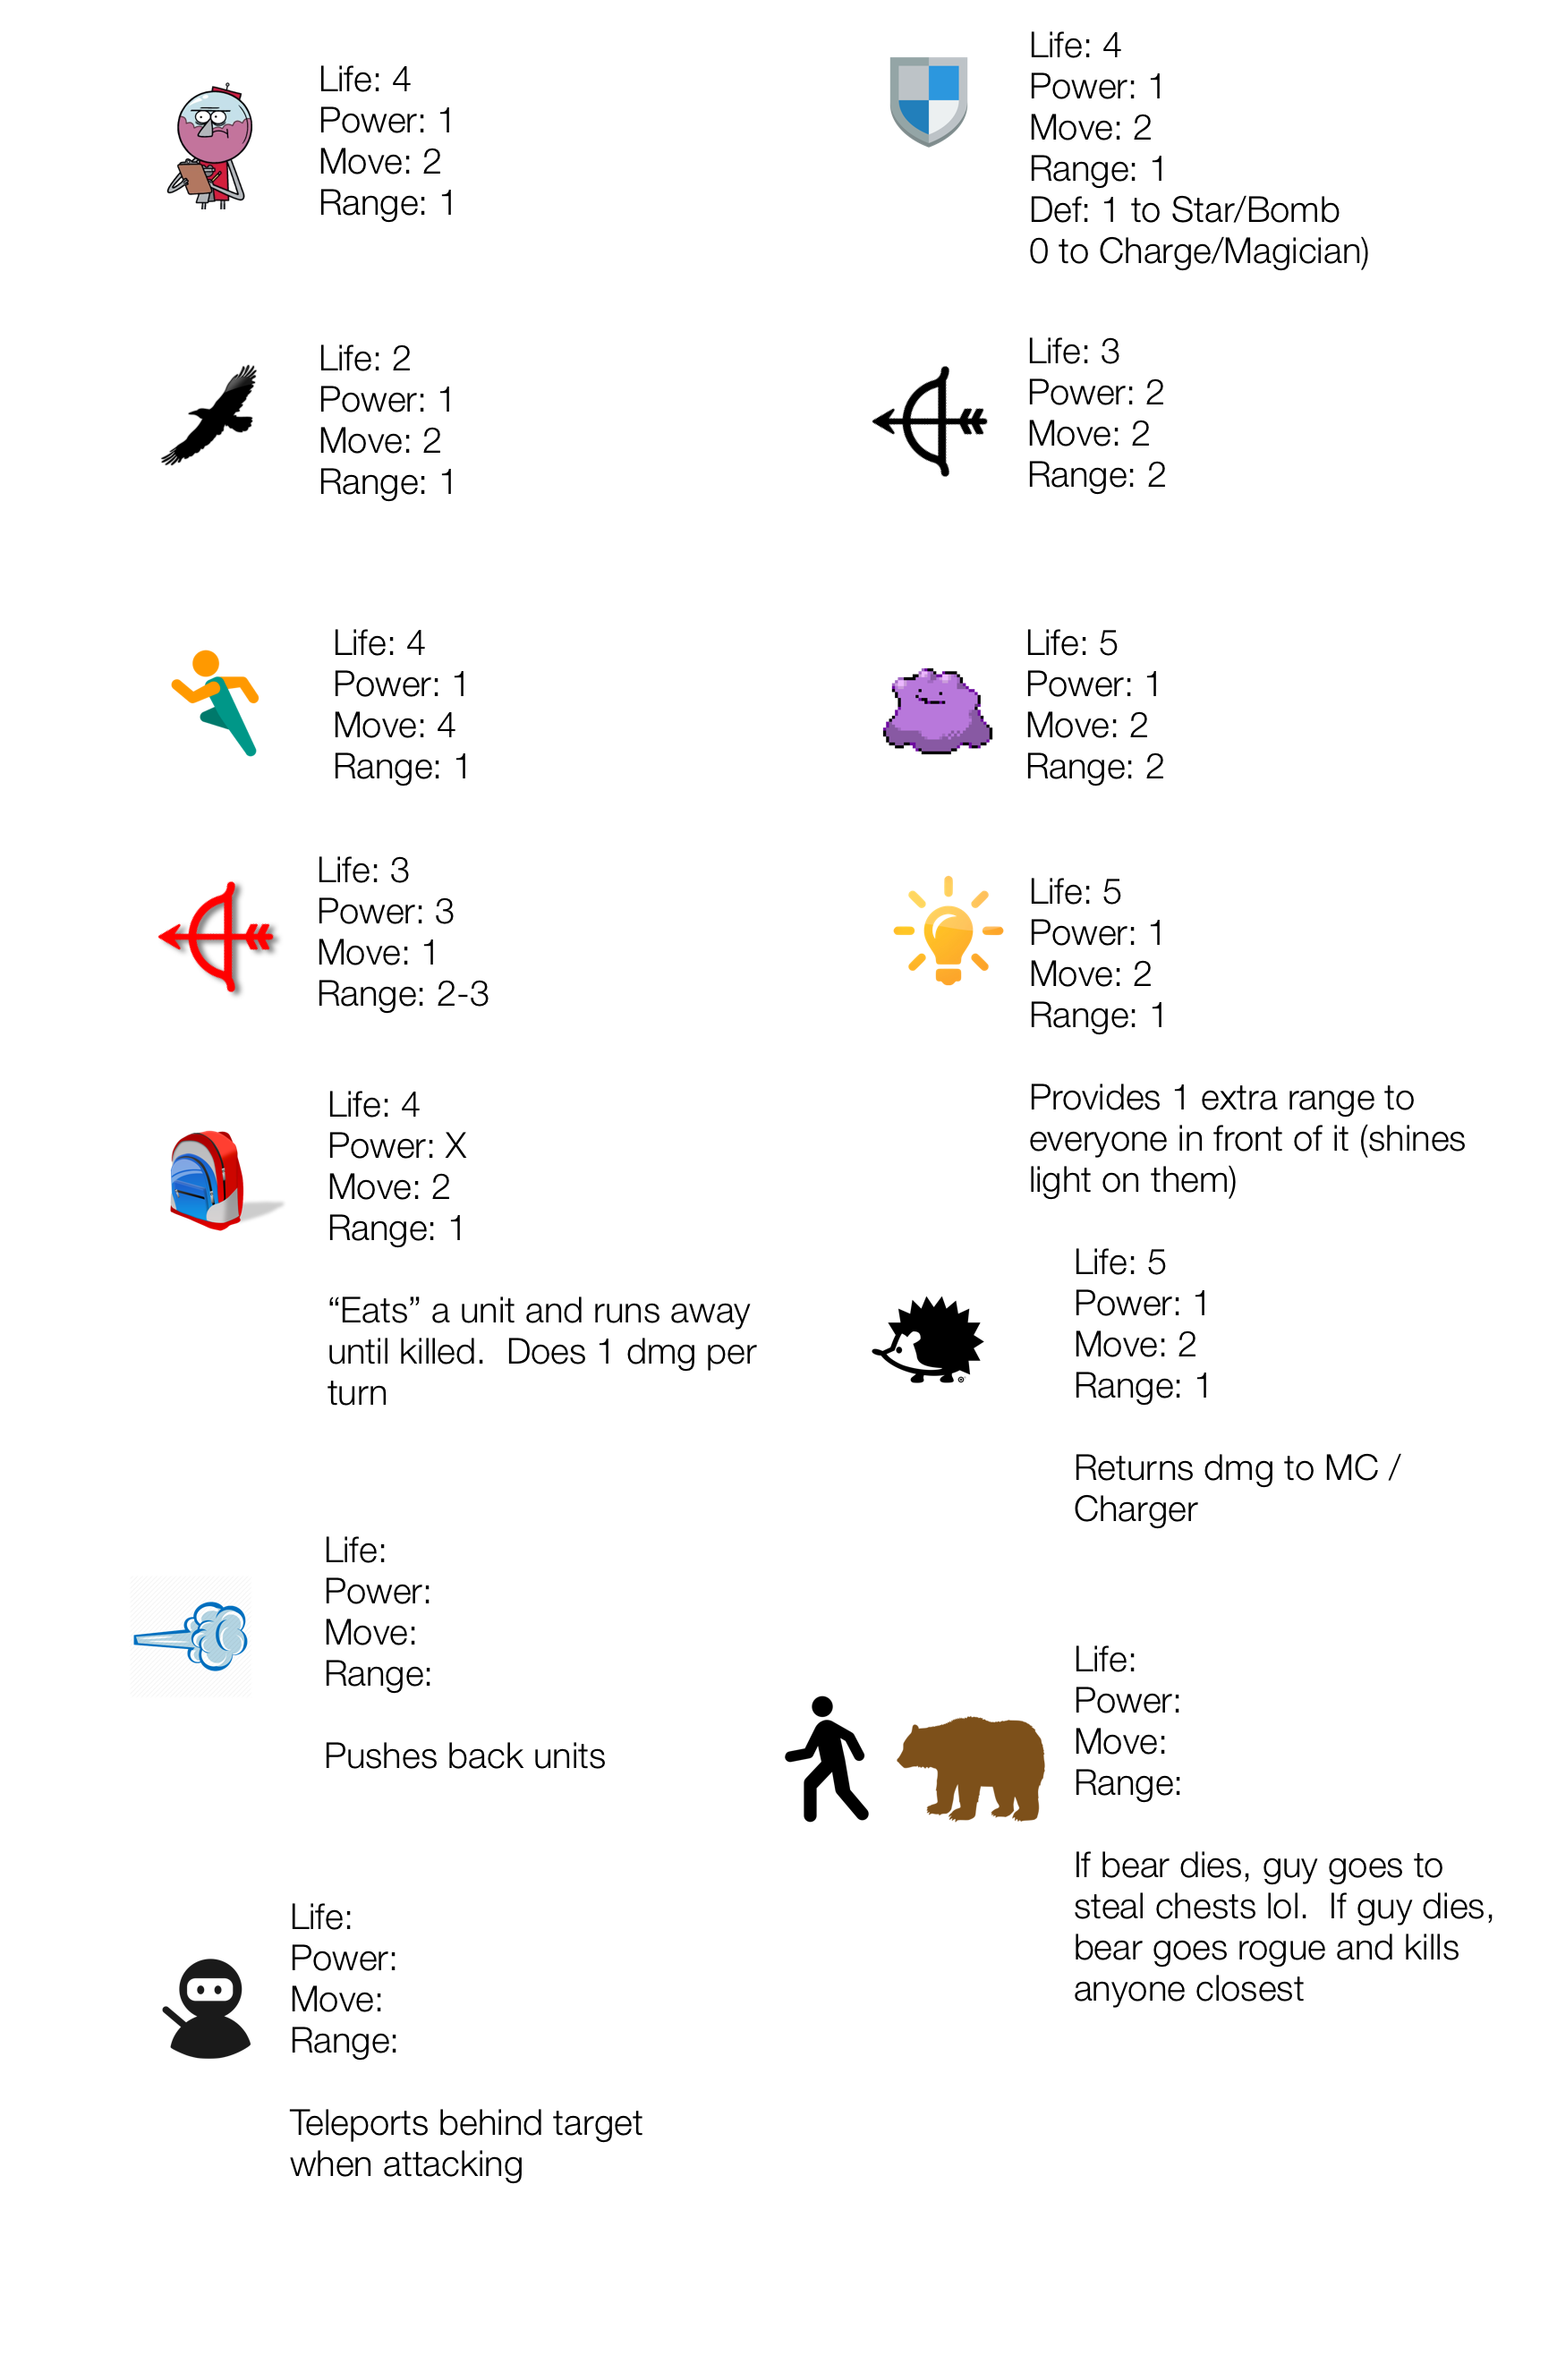 Life: 4
Power: 1
Move: 2
Range: 1
Life: 4
Power: 1
Move: 2
Range: 1
Def: 1 to Star/Bomb
0 to Charge/Magician)
Life: 2
Power: 1
Move: 2
Range: 1
Life: 3
Power: 2
Move: 2
Range: 2
Life: 4
Power: 1
Move: 4
Range: 1
Life: 5
Power: 1
Move: 2
Range: 2
Life: 3
Power: 3
Move: 1
Range: 2-3
Life: 5
Power: 1
Move: 2
Range: 1
Provides 1 extra range to
everyone in front of it (shines
light on them)
Life: 4
Power: X
Move: 2
Range: 1
“Eats” a unit and runs away
until killed.  Does 1 dmg per
turn
Life: 5
Power: 1
Move: 2
Range: 1
Returns dmg to MC /
Charger
Life:
Power:
Move:
Range:
Pushes back units
Life:
Power:
Move:
Range:
If bear dies, guy goes to
steal chests lol.  If guy dies,
bear goes rogue and kills
anyone closest
Life:
Power:
Move:
Range:
Teleports behind target
when attacking